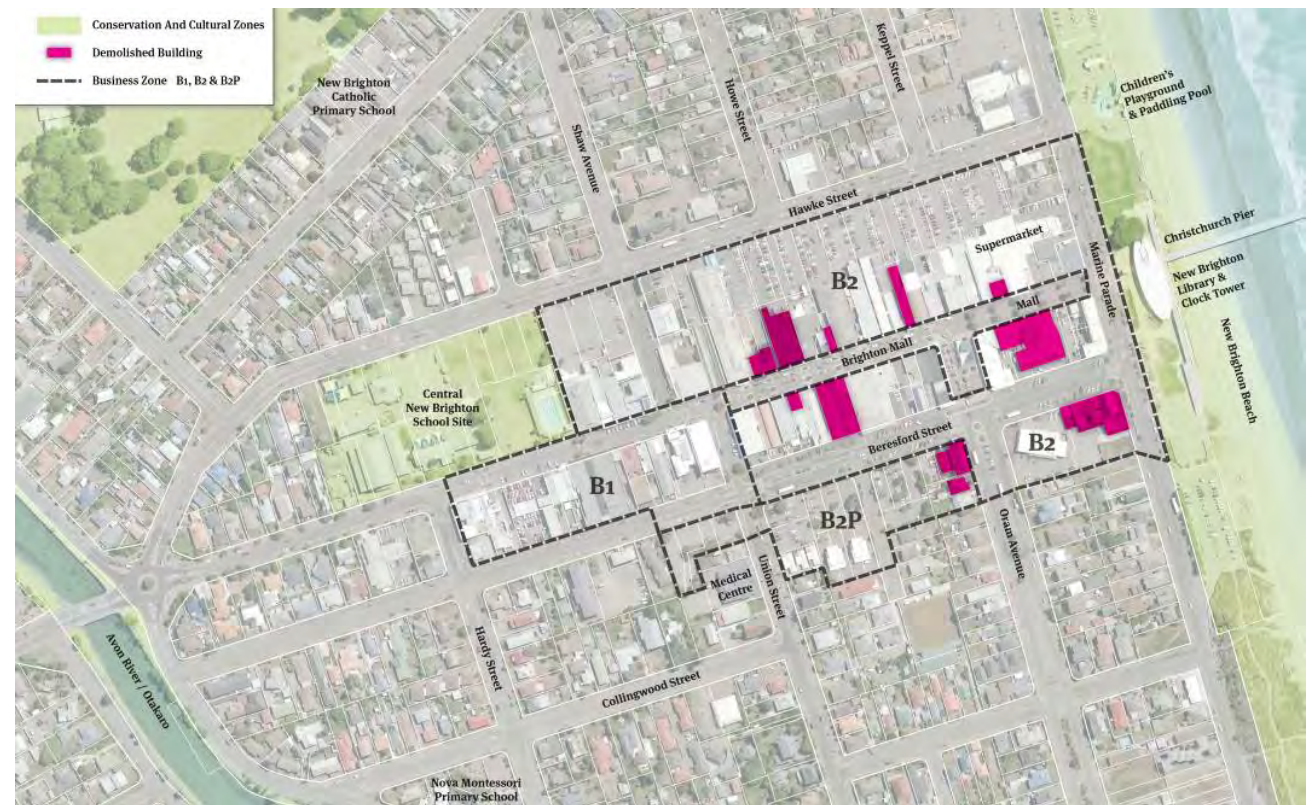 Conservation And Cultural Zones
Demolished Building
Business Zone B1, B2 & B2P
New Brighton
Catholic
Primary School
Shaw Avenue
Howe Street
Keppel Street
Children's
Playground
& Paddling Pool
Hawke Street
Christchurch Pier
Supermarket
Marine Parade
New Brighton
Library &
Clock Tower
B2
Mall
Brighton Mall
New Brighton Beach
Central
New Brighton
School Site
Beresford Street
B2
B1
B2P
Oram Avenue
Medical
Centre
Union Street
Hardy Street
Collingwood Street
Avon River / Otakaro
Nova Montessori
Primary School